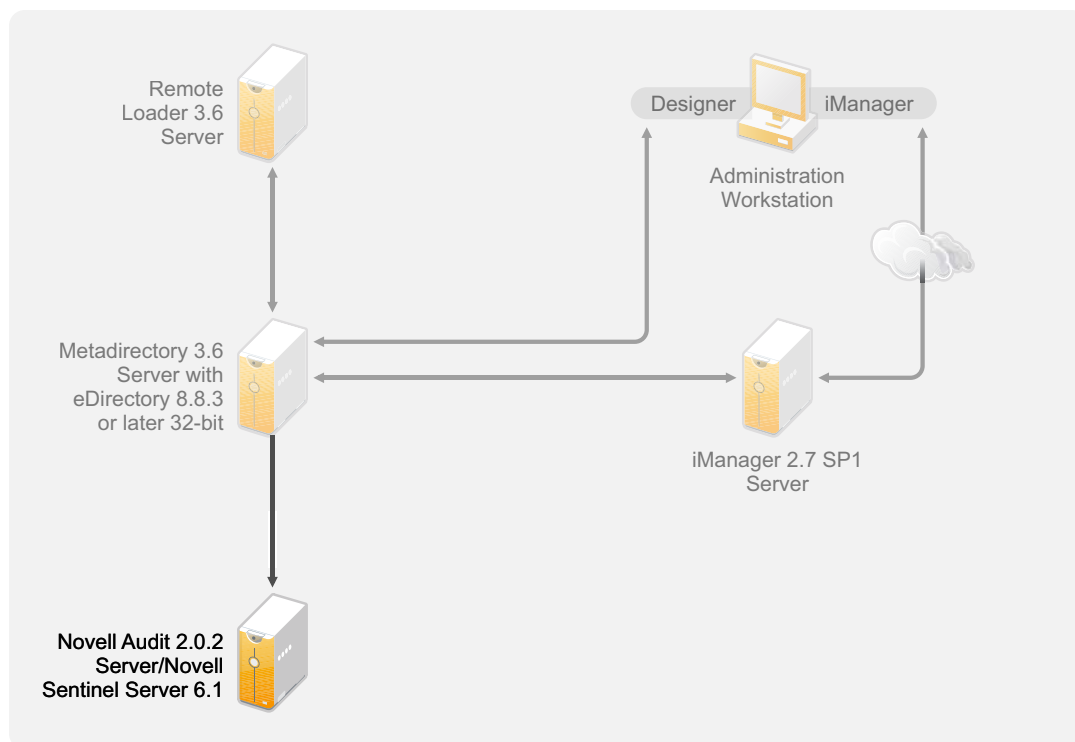 Remote
Loader 3.6
Server
Designer
iManager
Administration
Workstation
Metadirectory 3.6
Server with
eDirectory 8.8.3
or later 32-bit
iManager 2.7 SP1
Server
Novell Audit 2.0.2
Server/Novell
Sentinel Server 6.1